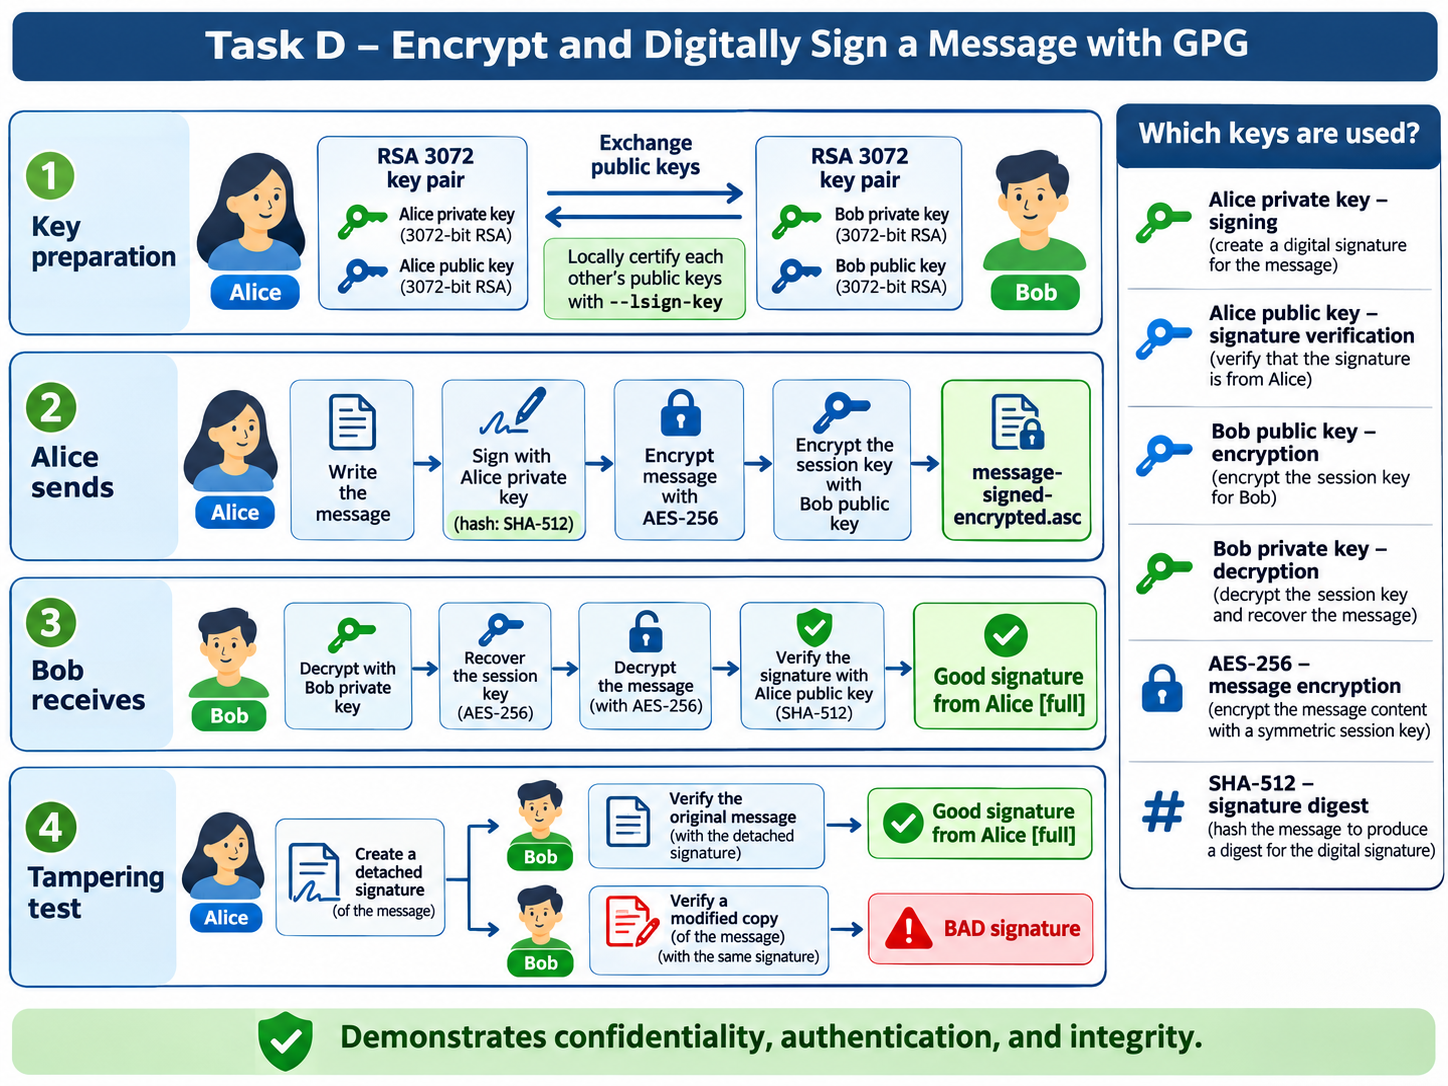 Task D – Encrypt and Digitally Sign a Message with GPG
1
Key
preparation
Alice
RSA 3072
key pair
Alice private key
(3072-bit RSA)
Alice public key
(3072-bit RSA)
Exchange
public keys
Locally certify each
other's public keys
with --lsign-key
RSA 3072
key pair
Bob private key
(3072-bit RSA)
Bob public key
(3072-bit RSA)
Bob
2
Alice
sends
Alice
Write
the
message
Sign with
Alice private
key
(hash: SHA-512)
Encrypt
message
with
AES-256
Encrypt the
session key
with
Bob public
key
message-
signed-
encrypted.asc
3
Bob
receives
Bob
Decrypt with
Bob private
key
Recover
the session
key
(AES-256)
Decrypt
the message
(with AES-256)
Verify the
signature with
Alice public key
(SHA-512)
Good signature
from Alice [full]
4
Tampering
test
Alice
Create a
detached
signature
(of the message)
Bob
Verify the
original message
(with the detached
signature)
Good signature
from Alice [full]
Bob
Verify a
modified copy
(of the message)
(with the same signature)
BAD signature
Which keys are used?
Alice private key –
signing
(create a digital signature
for the message)
Alice public key –
signature verification
(verify that the signature
is from Alice)
Bob public key –
encryption
(encrypt the session key
for Bob)
Bob private key –
decryption
(decrypt the session key
and recover the message)
AES-256 –
message encryption
(encrypt the message content
with a symmetric session key)
#
SHA-512 –
signature digest
(hash the message to produce
a digest for the digital signature)
Demonstrates confidentiality, authentication, and integrity.